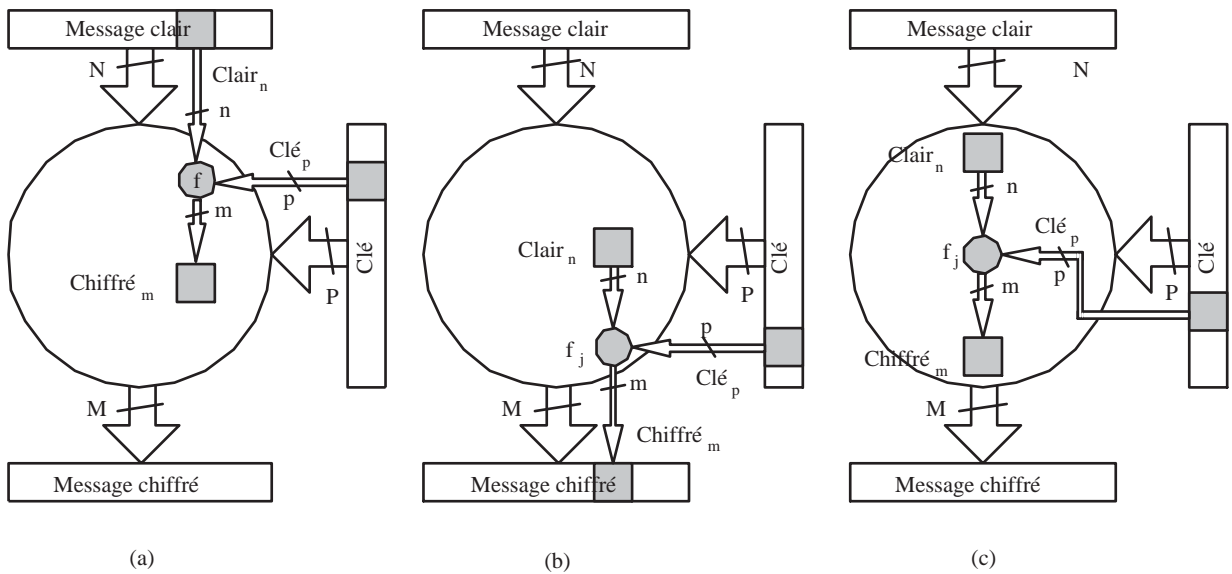 Message clair
N
Clair n
n
Clé p
f
p
m
Clé
Chiffré m
P
M
Message chiffré
(a)
Message clair
N
Clair n
n
Clé
P
p
f j
Clé p
m
M
Chiffré m
Message chiffré
(b)
Message clair
N
Clair n
n
Clé p
f j
p
Clé
m
P
Chiffré m
M
Message chiffré
(c)